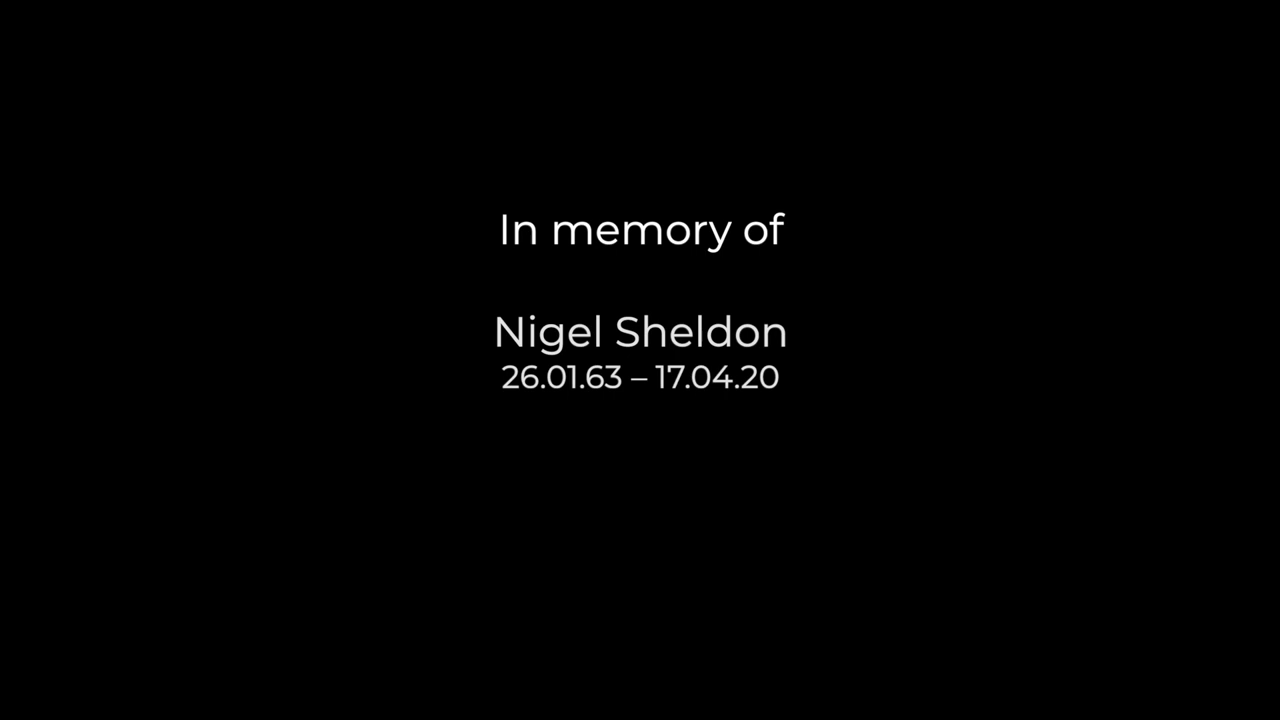 In memory of
Nigel Sheldon
26.01.63 – 17.04.20